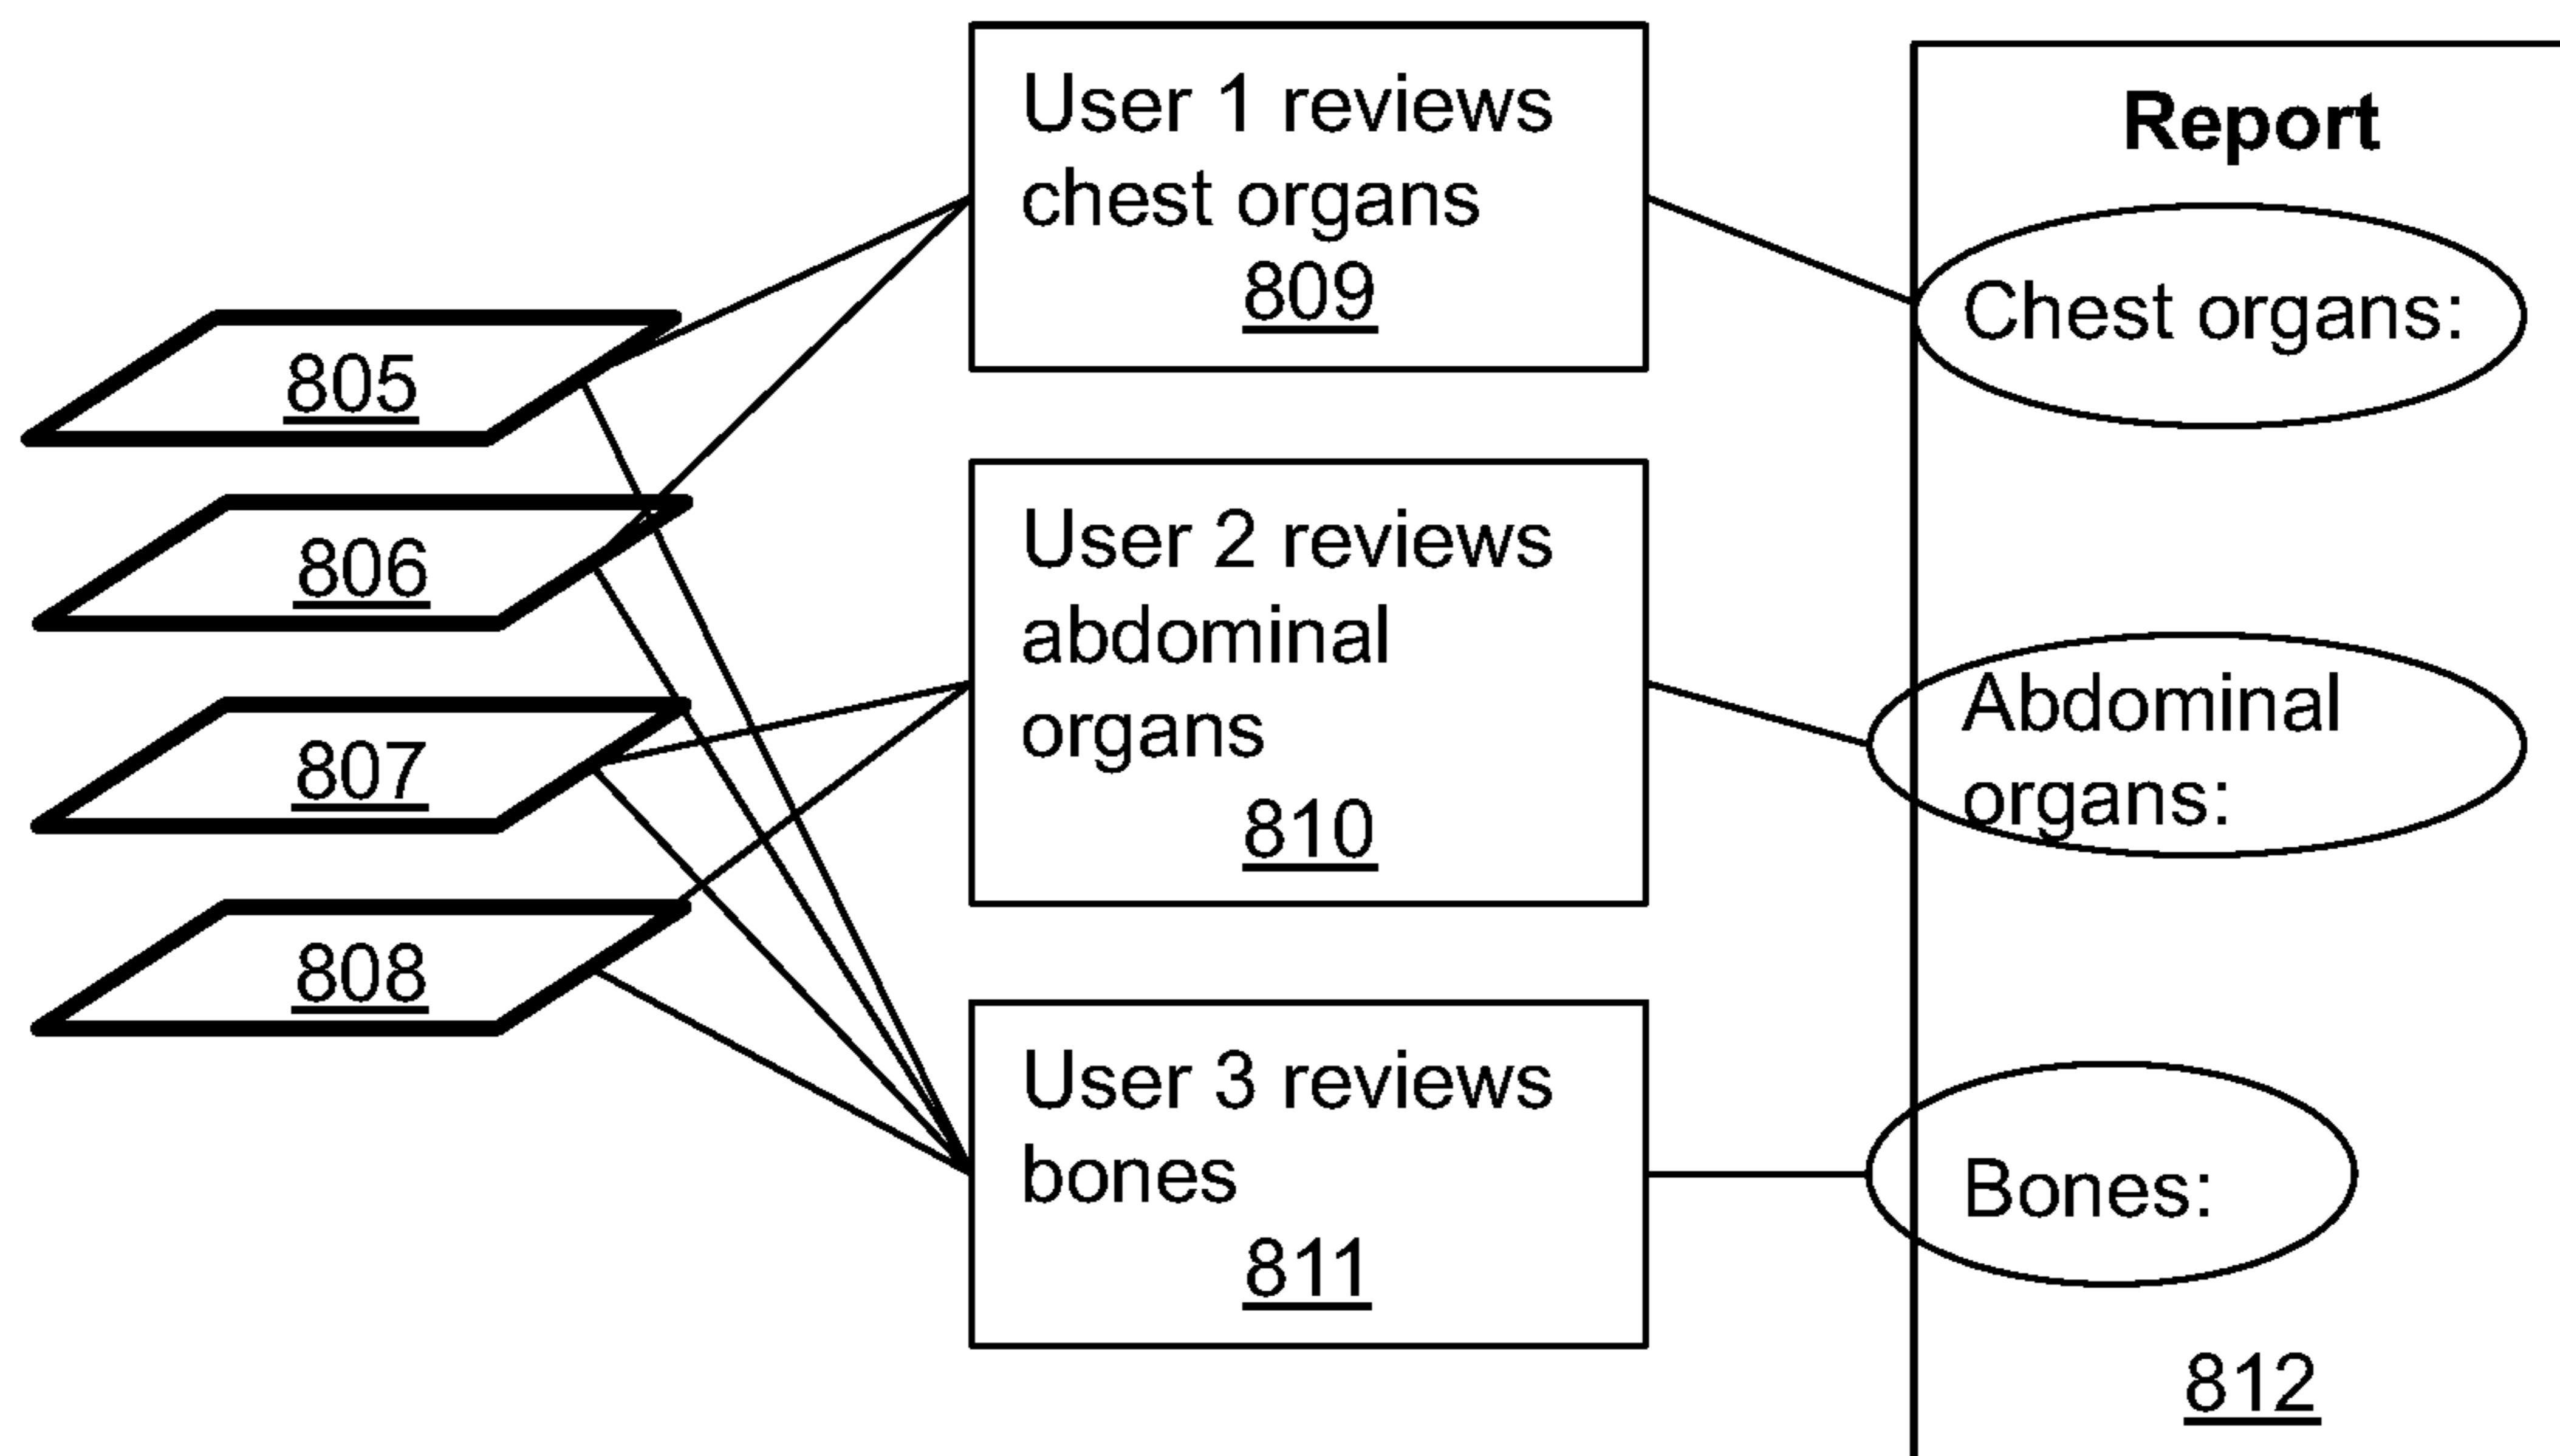 805
806
807
808
User 1 reviews
chest organs
809
User 2 reviews
abdominal
organs
810
User 3 reviews
bones
811
Report
Chest organs:
Abdominal
organs:
Bones:
812